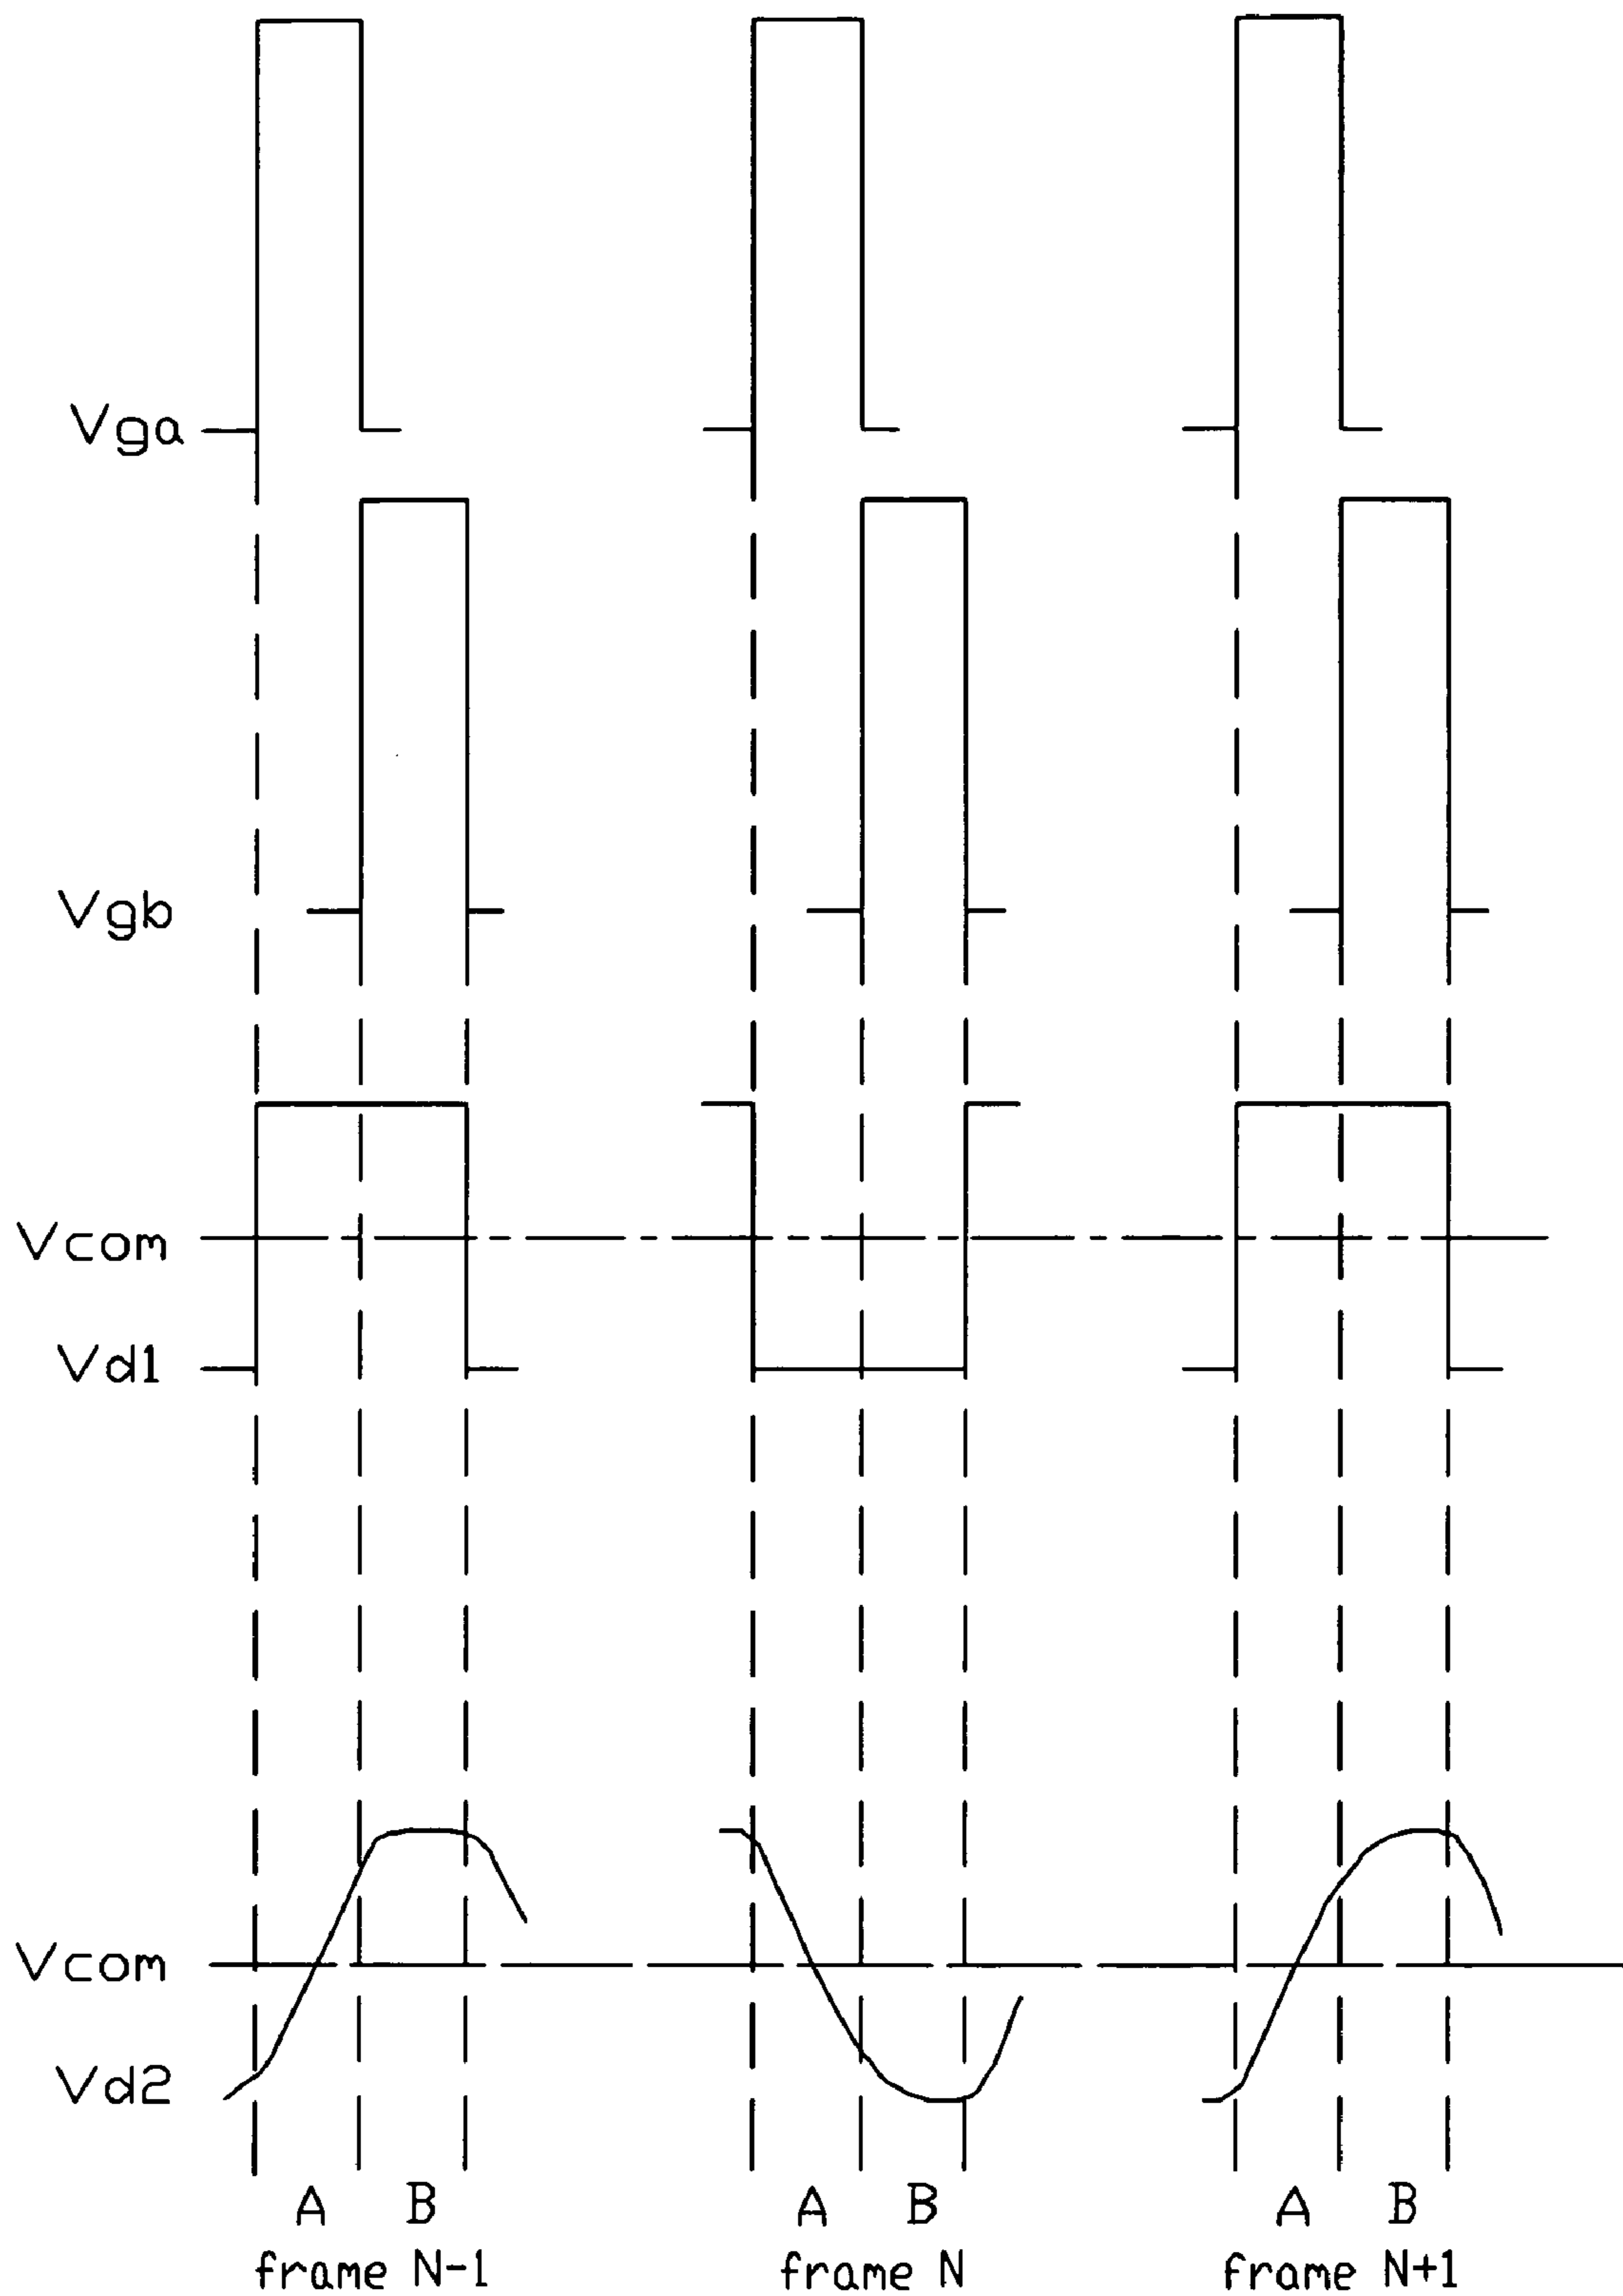 Vga
Vgb
Vcom
Vd1
Vcom
Vd2
A B A B A B
frame N-1 frame N frame N+1